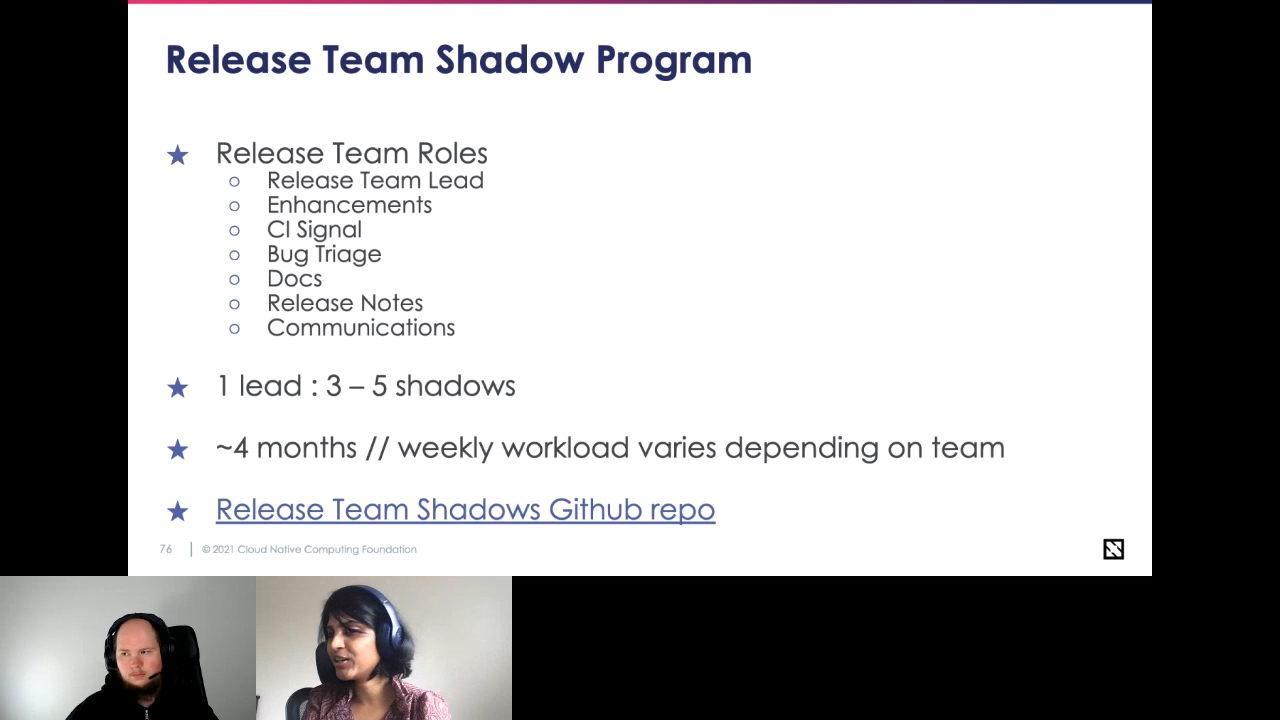 Release Team Shadow Program
★ Release Team Roles
○ Release Team Lead
○ Enhancements
○ CI Signal
○ Bug Triage
○ Docs
○ Release Notes
○ Communications
★ 1 lead : 3 – 5 shadows
★ ~4 months // weekly workload varies depending on team
★ Release Team Shadows Github repo
76 | © 2021 Cloud Native Computing Foundation